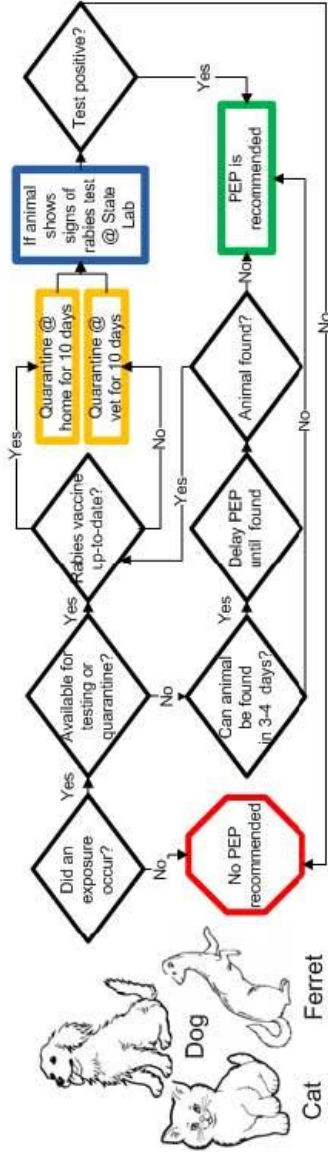 Cat
Dog
Ferret
Did an
exposure
occur?
Yes
No
No PEP
recommended
Available for
testing or
quarantine?
Yes
No
Can animal
be found
in 3-4 days?
Yes
No
Rabies vaccine
up-to-date?
Yes
No
Quarantine @
home for 10 days
Quarantine @
vet for 10 days
If animal
shows
signs of
rabies test
@ State
Lab
Test positive?
Yes
No
Delay PEP
until found
Animal found?
Yes
No
PEP is
recommended